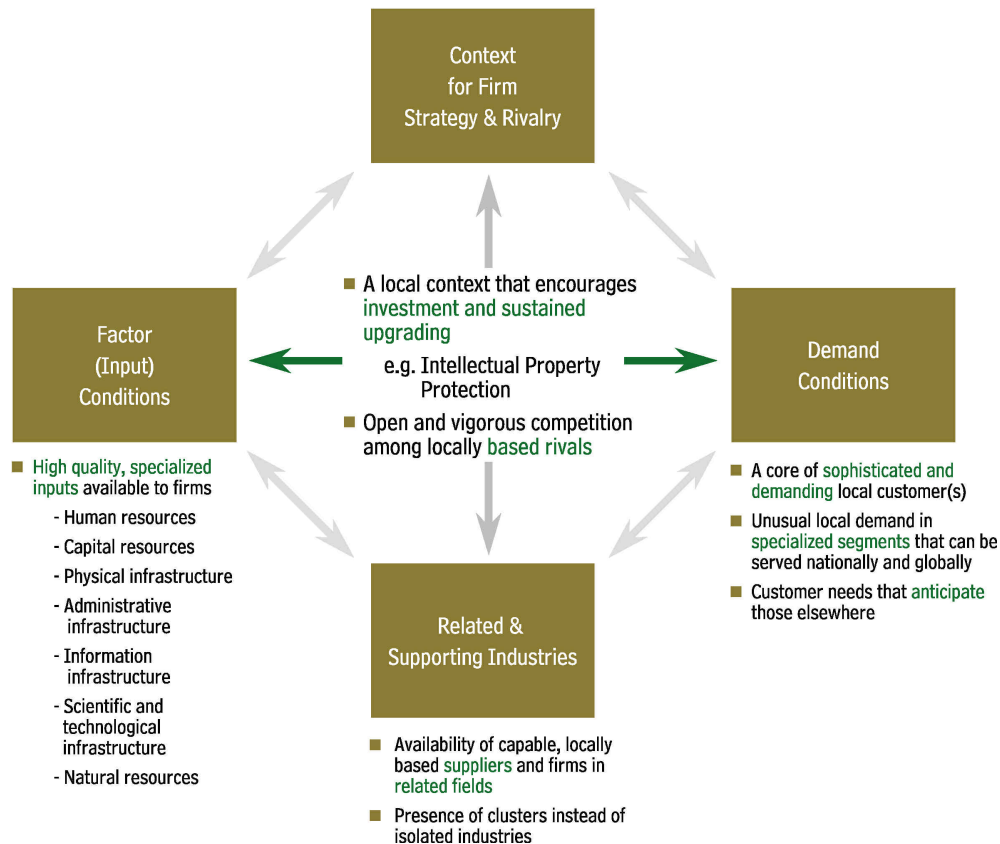 Context
for Firm
Strategy & Rivalry
■ A local context that encourages
investment and sustained
upgrading
e.g. Intellectual Property
Protection
■ Open and vigorous competition
among locally based rivals
Factor
(Input)
Conditions
■ High quality, specialized
inputs available to firms
- Human resources
- Capital resources
- Physical infrastructure
- Administrative
infrastructure
- Information
infrastructure
- Scientific and
technological
infrastructure
- Natural resources
Demand
Conditions
■ A core of sophisticated and
demanding local customer(s)
■ Unusual local demand in
specialized segments that can be
served nationally and globally
■ Customer needs that anticipate
those elsewhere
Related &
Supporting Industries
■ Availability of capable, locally
based suppliers and firms in
related fields
■ Presence of clusters instead of
isolated industries